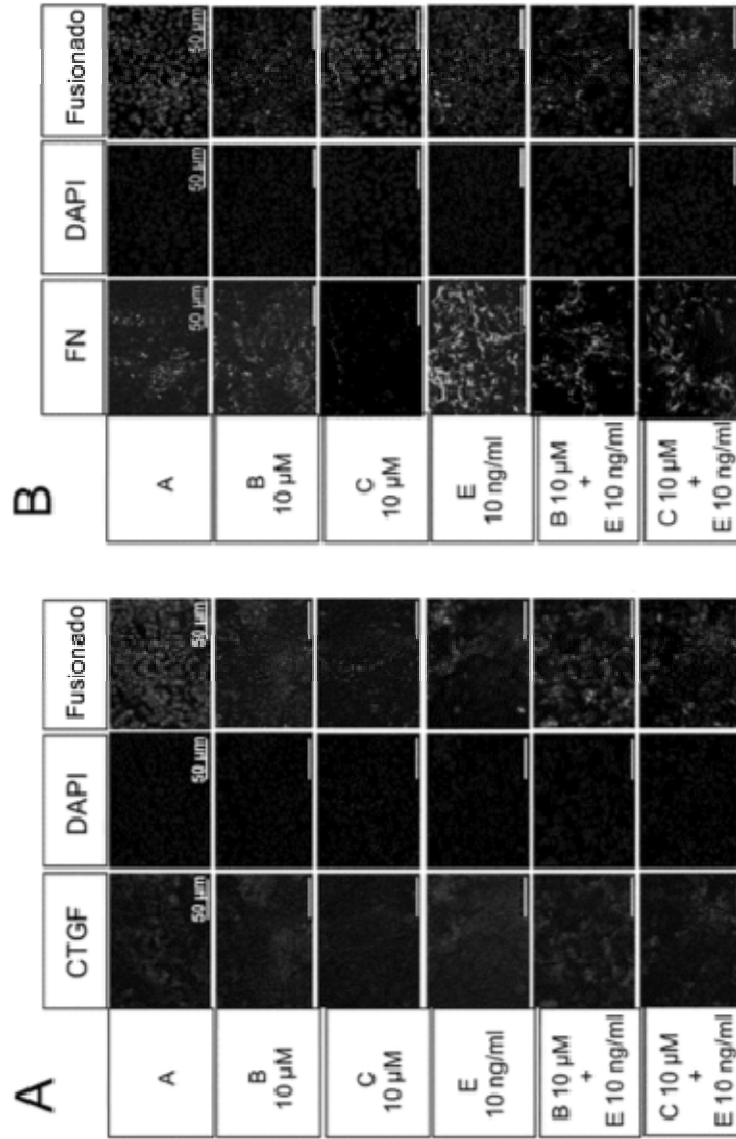 A
CTGF DAPI Fusionado
A
50 µm 50 µm 50 µm
B
10 µM
C
10 µM
E
10 ng/ml
B 10 µM
+
E 10 ng/ml
C 10 µM
+
E 10 ng/ml
B
FN DAPI Fusionado
A
50 µm 50 µm 50 µm
B
10 µM
C
10 µM
E
10 ng/ml
B 10 µM
+
E 10 ng/ml
C 10 µM
+
E 10 ng/ml